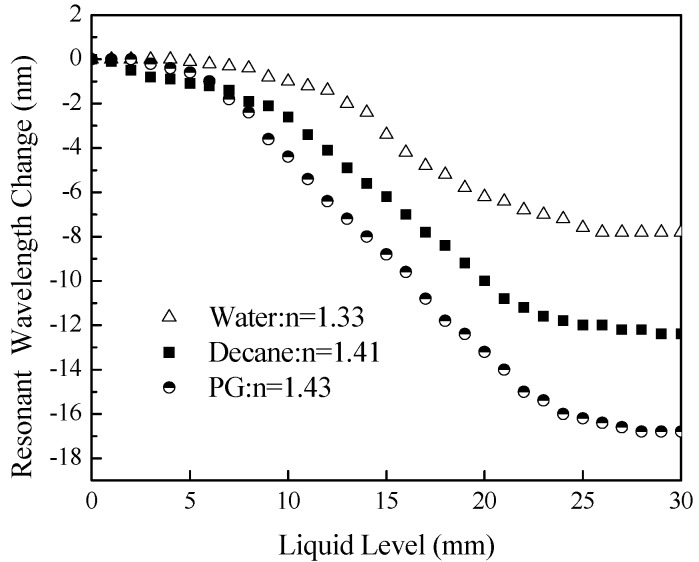 2
0
-2
-4
-6
-8
-10
-12
-14
-16
-18
Resonant Wavelength Change (nm)
Water:n=1.33
Decane:n=1.41
PG:n=1.43
0 5 10 15 20 25 30
Liquid Level (mm)